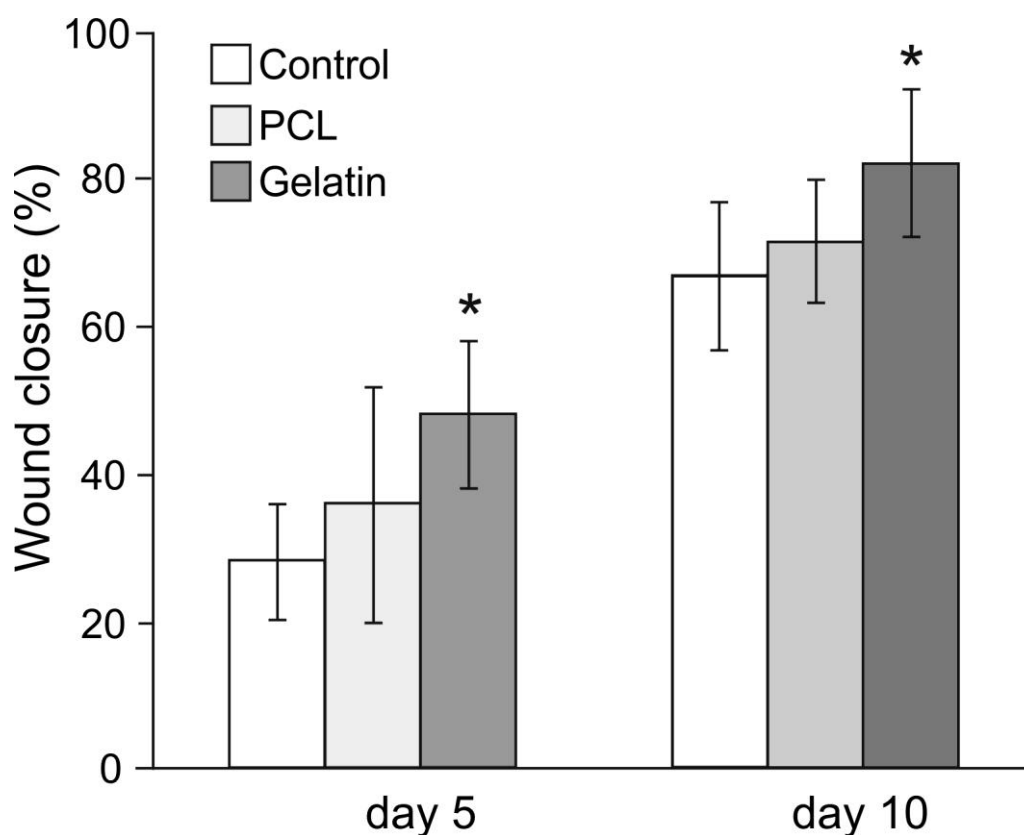 Wound closure (%)
100
80
60
40
20
0
Control
PCL
Gelatin
*
*
day 5
day 10